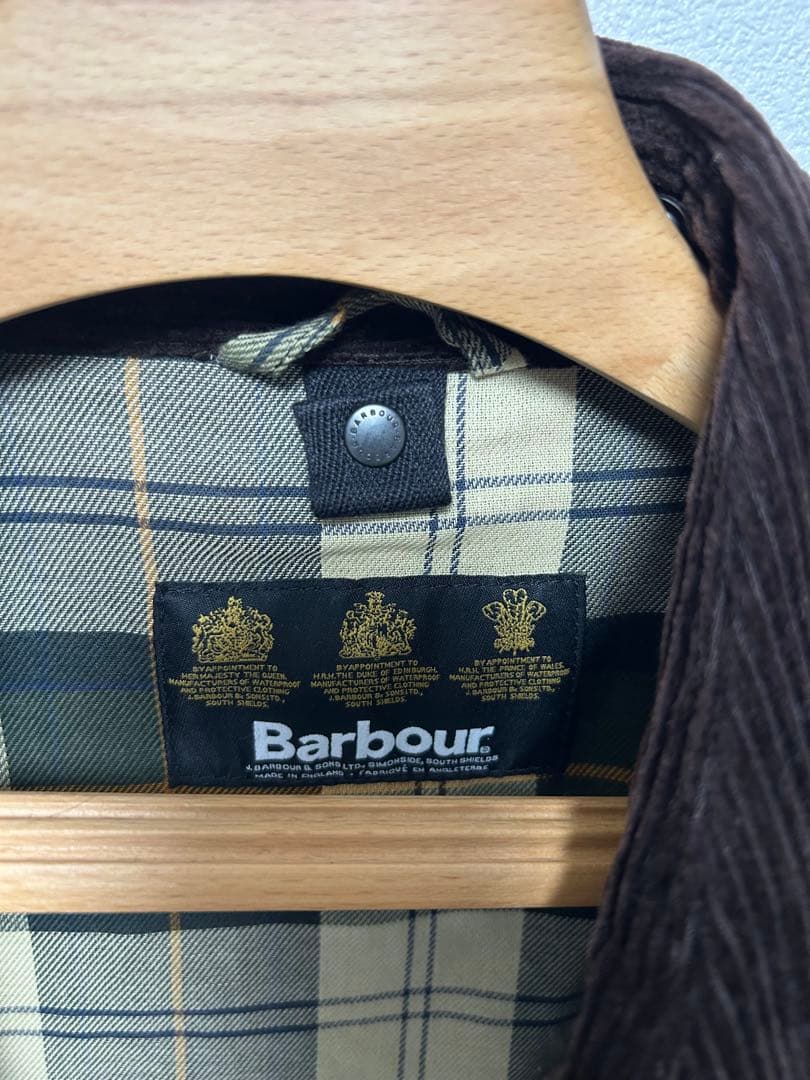 BARBOUR
BY APPOINTMENT TO
HER MAJESTY THE QUEEN,
MANUFACTURERS OF WATERPROOF
AND PROTECTIVE CLOTHING
J. BARBOUR & SONS LTD,
SOUTH SHIELDS.
BY APPOINTMENT TO
H.R.H. THE DUKE OF EDINBURGH,
MANUFACTURERS OF WATERPROOF
AND PROTECTIVE CLOTHING
J. BARBOUR & SONS LTD,
SOUTH SHIELDS.
BY APPOINTMENT TO
H.R.H. THE PRINCE OF WALES,
MANUFACTURERS OF WATERPROOF
AND PROTECTIVE CLOTHING
J. BARBOUR & SONS LTD,
SOUTH SHIELDS.
Barbour®
J. BARBOUR & SONS LTD, SIMONSIDE, SOUTH SHIELDS
MADE IN ENGLAND · FABRIQUÉ EN ANGLETERRE